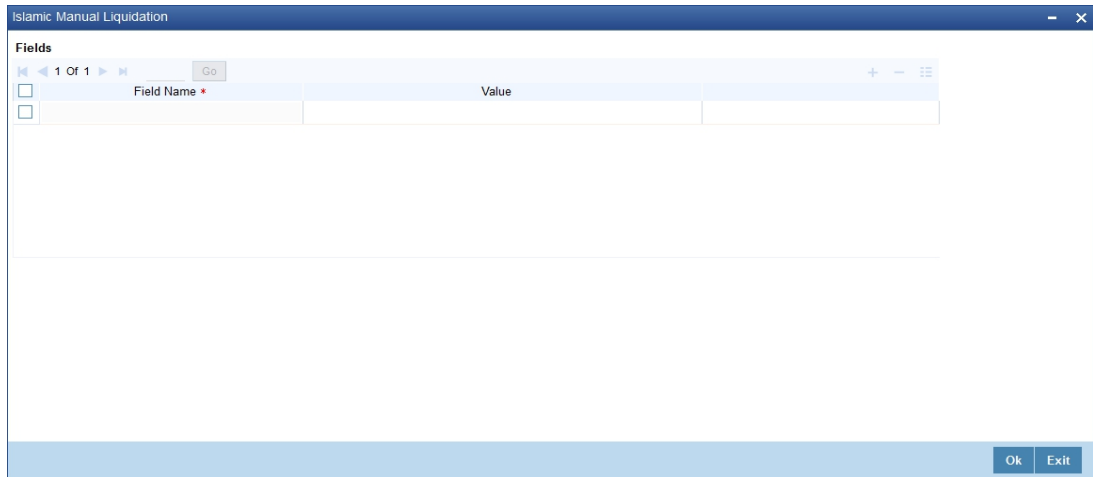 Islamic Manual Liquidation
Fields
1 Of 1 Go
Field Name * Value
Ok Exit